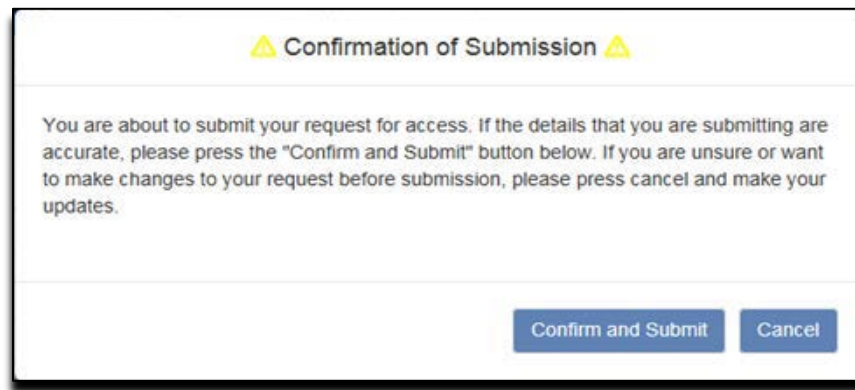 Confirmation of Submission
You are about to submit your request for access. If the details that you are submitting are
accurate, please press the "Confirm and Submit" button below. If you are unsure or want
to make changes to your request before submission, please press cancel and make your
updates.
Confirm and Submit
Cancel